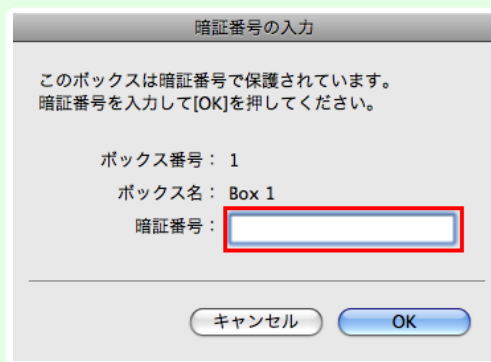 暗証番号の入力
このボックスは暗証番号で保護されています。
暗証番号を入力して[OK]を押してください。
ボックス番号： 1
ボックス名： Box 1
暗証番号：
キャンセル OK